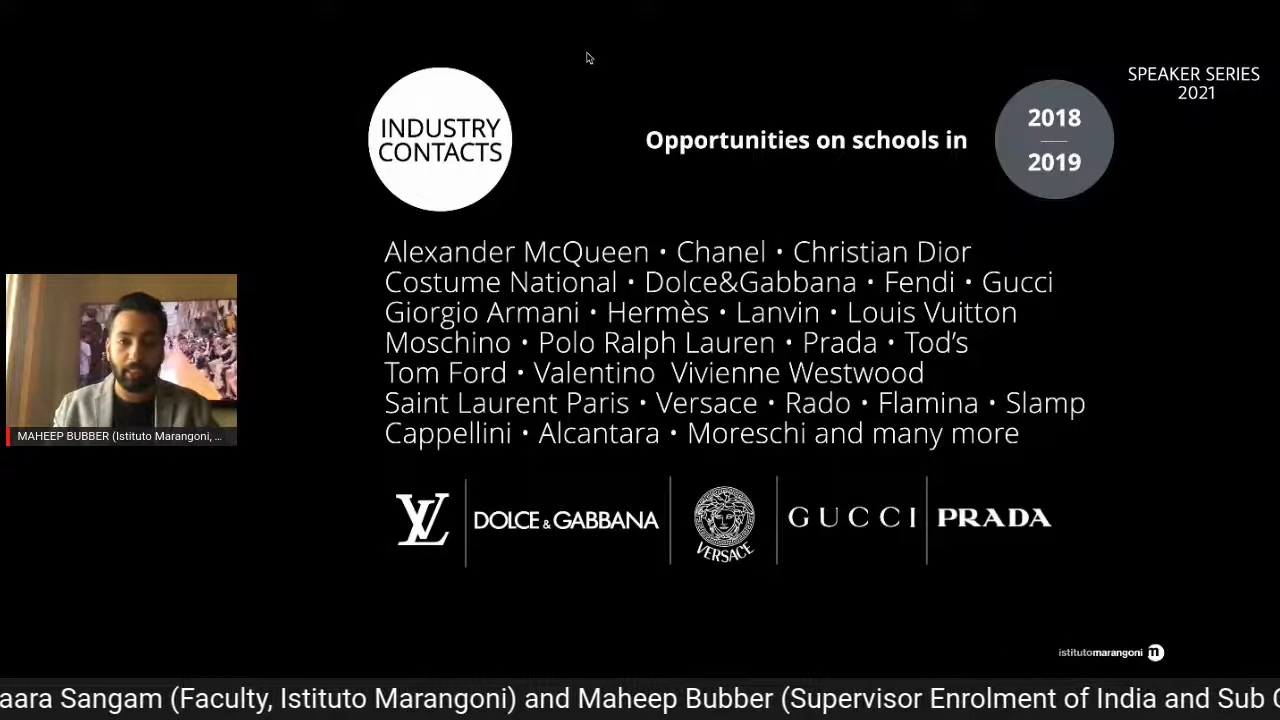 SPEAKER SERIES
2021
INDUSTRY
CONTACTS
Opportunities on schools in
2018
2019
Alexander McQueen • Chanel • Christian Dior
Costume National • Dolce&Gabbana • Fendi • Gucci
Giorgio Armani • Hermès • Lanvin • Louis Vuitton
Moschino • Polo Ralph Lauren • Prada • Tod's
Tom Ford • Valentino  Vivienne Westwood
Saint Laurent Paris • Versace • Rado • Flamina • Slamp
Cappellini • Alcantara • Moreschi and many more
LV
DOLCE & GABBANA
VERSACE
GUCCI
PRADA
MAHEEP BUBBER (Istituto Marangoni, ...
istitutomarangoni m
aara Sangam (Faculty, Istituto Marangoni) and Maheep Bubber (Supervisor Enrolment of India and Sub